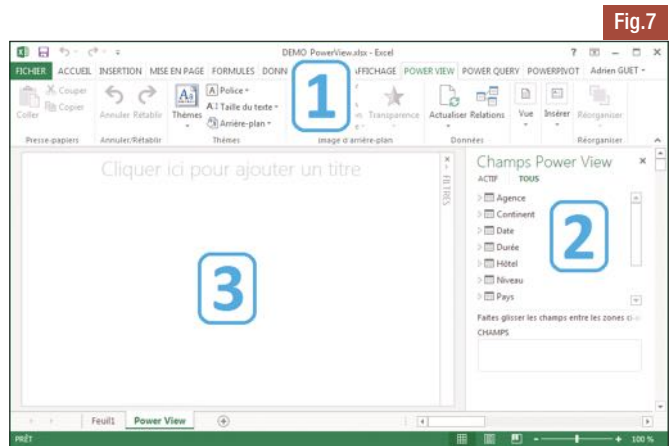 Fig.7
DEMO PowerView.xlsx - Excel
FICHIER ACCUEIL INSERTION MISE EN PAGE FORMULES DONN AFFICHAGE POWER VIEW POWER QUERY POWERPIVOT Adrien GUET
Coller
Couper
Copier
Presse-papiers
Annuler Rétablir
Annuler/Rétablir
Thèmes
Police
Taille du texte
Arrière-plan
Thèmes
1
Transparence
Image d'arrière-plan
Actualiser Relations
Données
Vue
Insérer
Réorganiser
Réorganiser
Cliquer ici pour ajouter un titre
FILTRES
3
Champs Power View
ACTIF TOUS
Agence
Continent
Date
Durée
Hôtel
Niveau
Pays
2
Faites glisser les champs entre les zones
CHAMPS
Feuil1 Power View
PRÊT
100 %